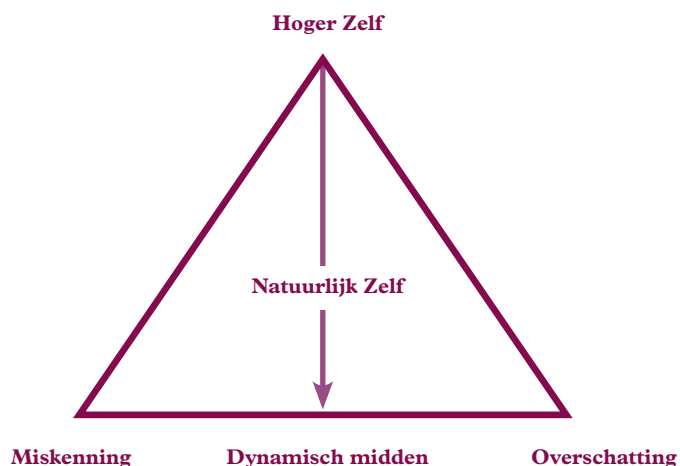 Hoger Zelf
Natuurlijk Zelf
Miskenning Dynamisch midden Overschatting